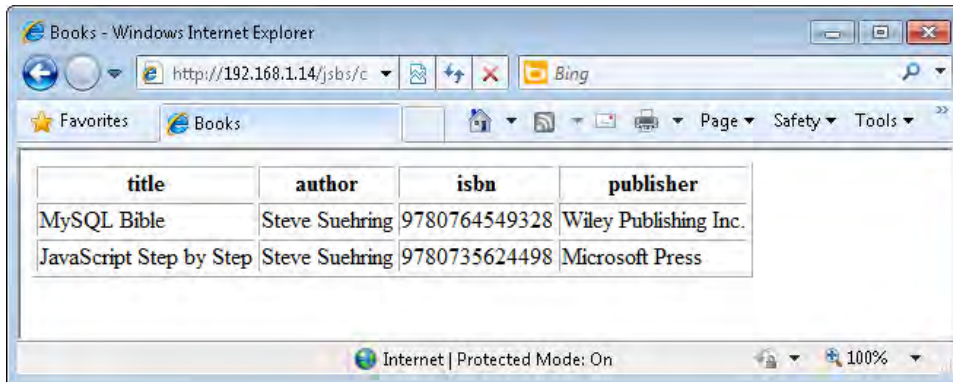 Books - Windows Internet Explorer
http://192.168.1.14/jsbs/c Bing
Favorites Books Page Safety Tools
title author isbn publisher
MySQL Bible Steve Suehring 9780764549328 Wiley Publishing Inc.
JavaScript Step by Step Steve Suehring 9780735624498 Microsoft Press
Internet | Protected Mode: On 100%